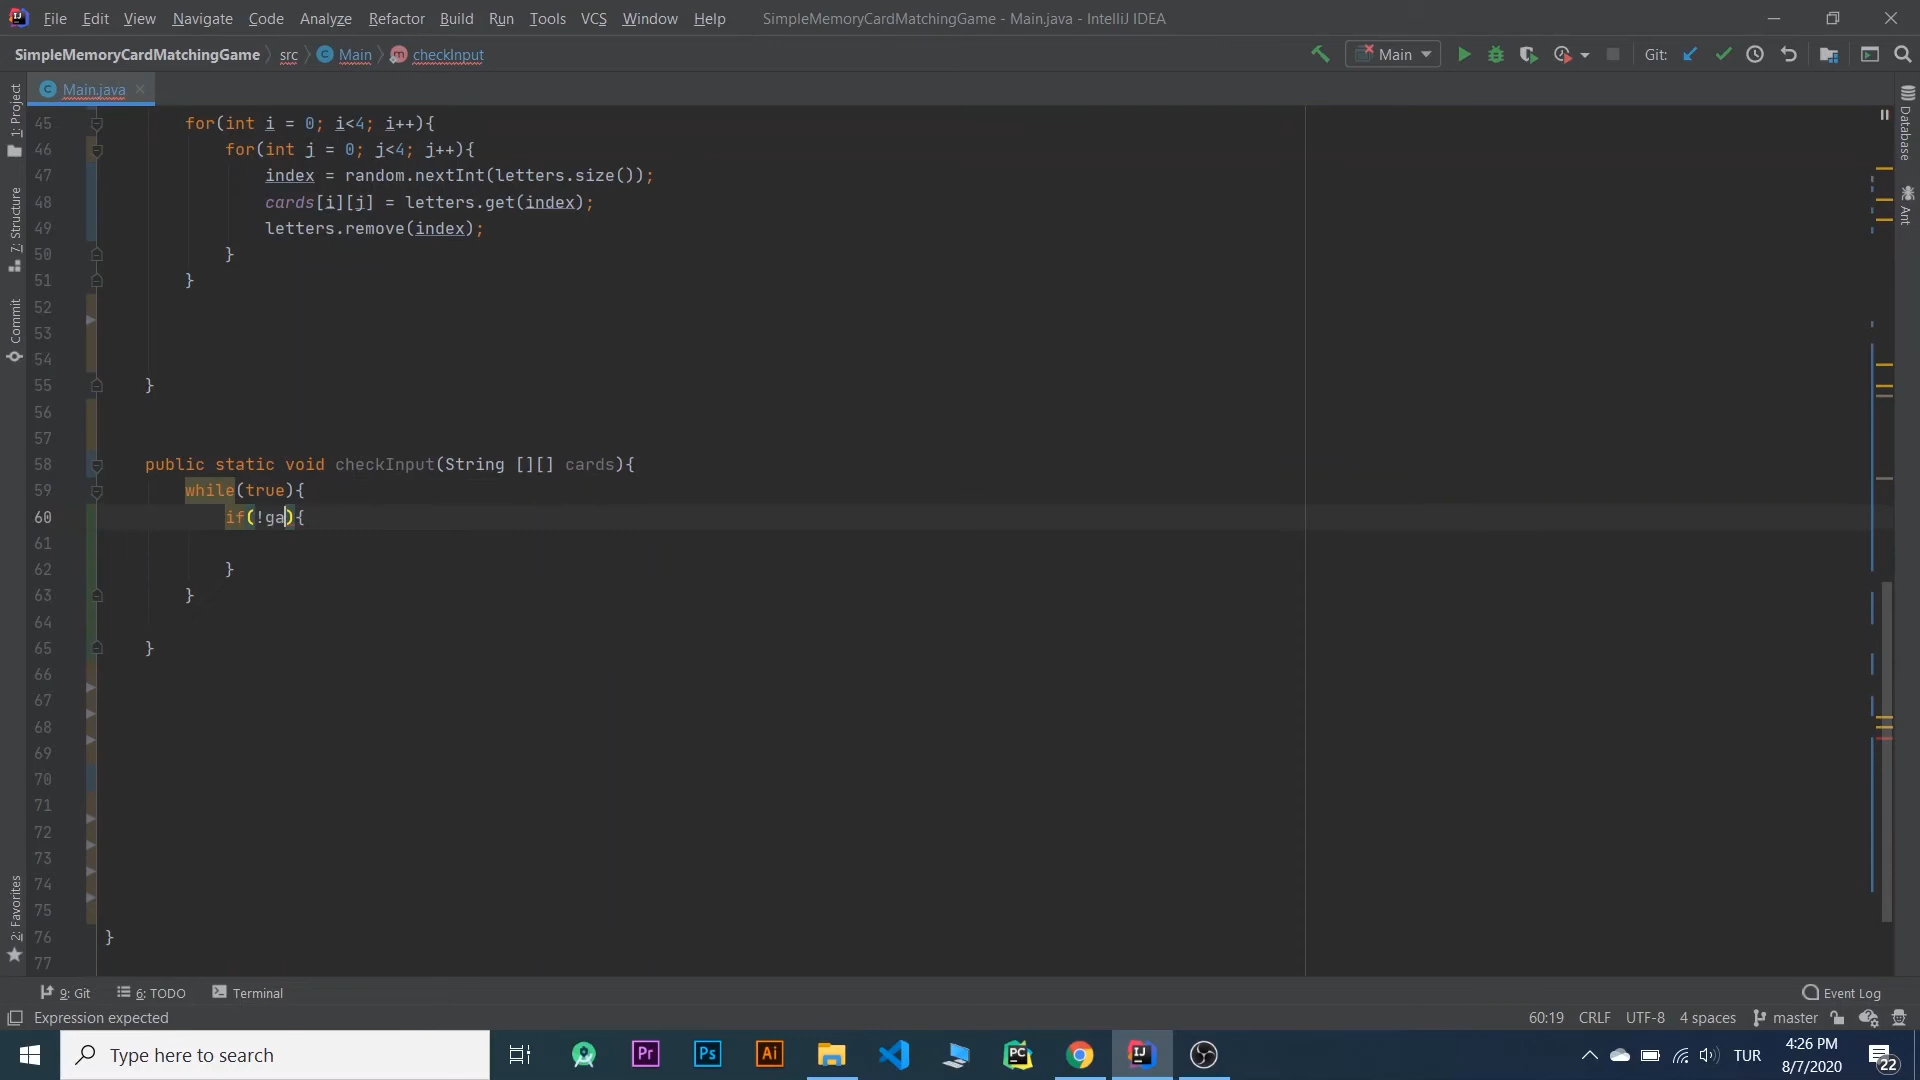 File Edit View Navigate Code Analyze Refactor Build Run Tools VCS Window Help SimpleMemoryCardMatchingGame - Main.java - IntelliJ IDEA
SimpleMemoryCardMatchingGame src Main checkInput Main Git:
Main.java
1: Project
7: Structure
Commit
2: Favorites
Database
Ant
45 for(int i = 0; i<4; i++){
46 for(int j = 0; j<4; j++){
47 index = random.nextInt(letters.size());
48 cards[i][j] = letters.get(index);
49 letters.remove(index);
50 }
51 }
52
53
54
55 }
56
57
58 public static void checkInput(String [][] cards){
59 while(true){
60 if(!ga){
61
62 }
63 }
64
65 }
66
67
68
69
70
71
72
73
74
75
76 }
77
9: Git 6: TODO Terminal Event Log
Expression expected 60:19 CRLF UTF-8 4 spaces master
Type here to search Pr Ps Ai PC IJ TUR 4:26 PM
8/7/2020 22